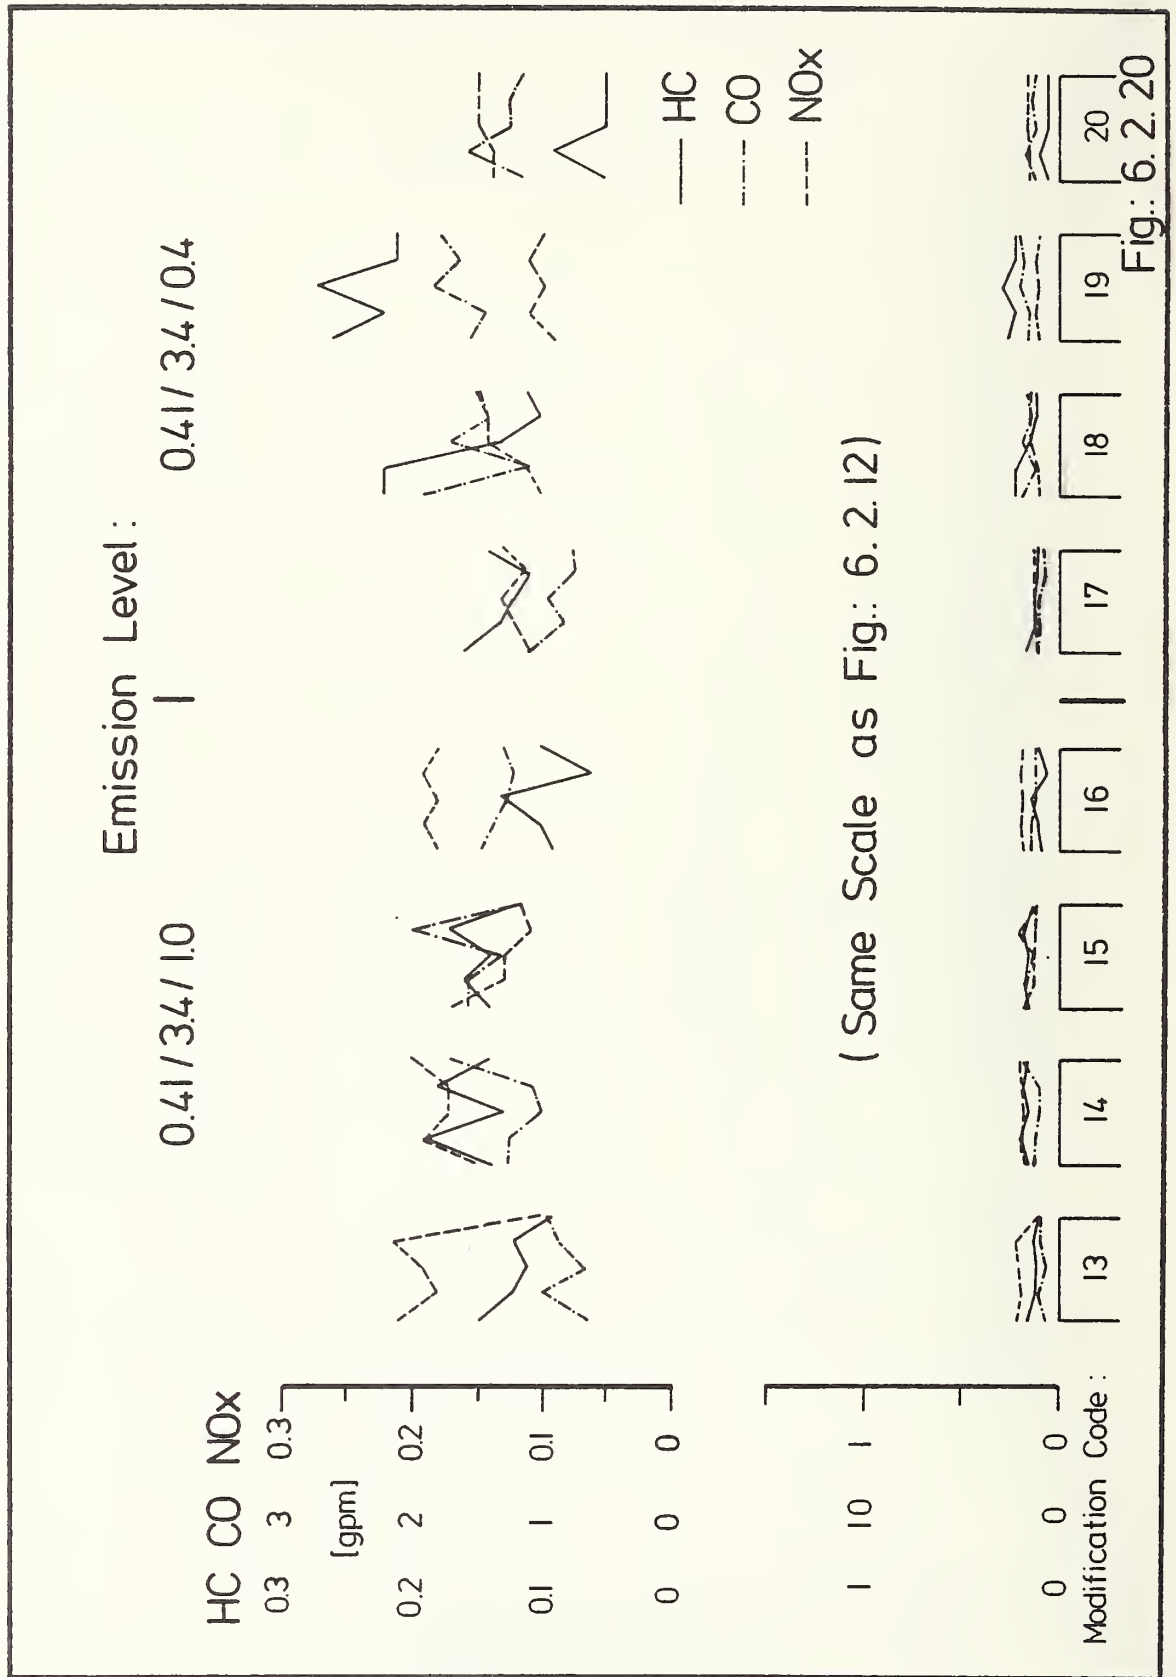 Emission Level:
0.41 / 3.4 / 1.0 | 0.41 / 3.4 / 0.4
HC CO NOx
0.3 3 0.3
[gpm]
0.2 2 0.2
0.1 1 0.1
0 0 0
HC
CO
NOx
(Same Scale as Fig.: 6. 2. 12)
1 10 1
0 0 0
Modification Code: 13 14 15 16 | 17 18 19 20
Fig.: 6. 2. 20